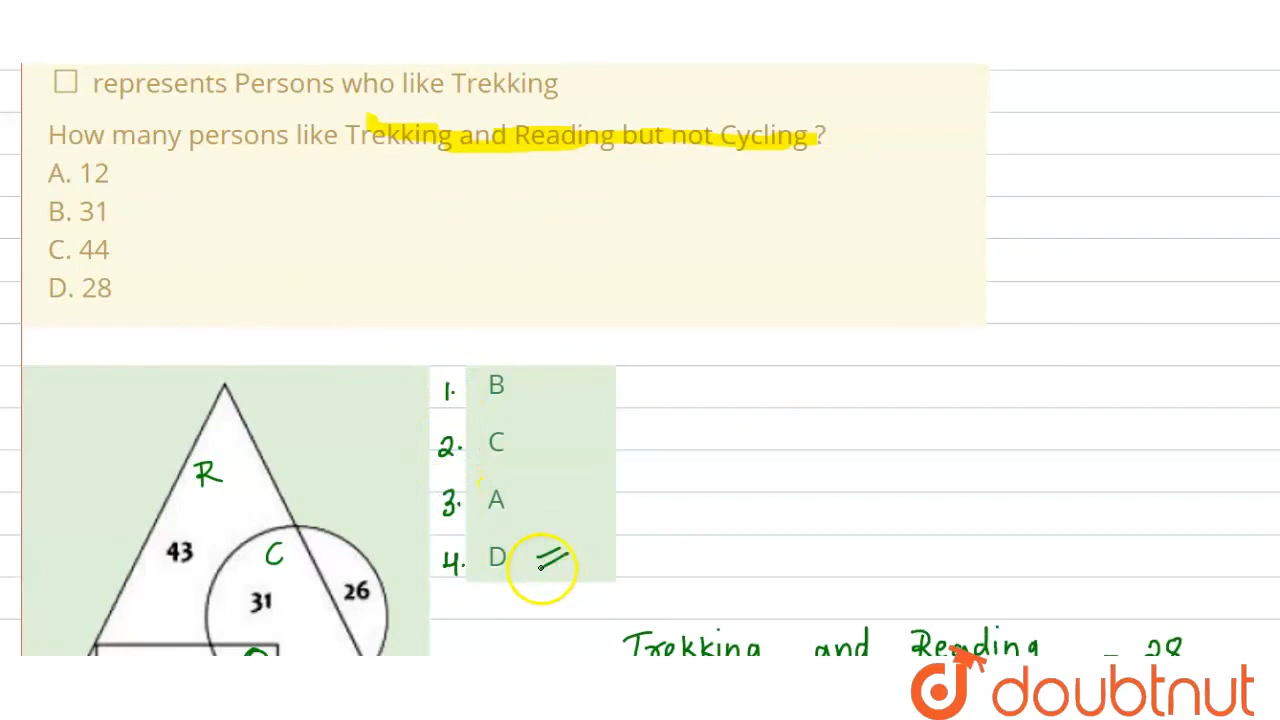 ☐ represents Persons who like Trekking
How many persons like Trekking and Reading but not Cycling ?
A. 12
B. 31
C. 44
D. 28
1. B
2. C
3. A
4. D
R
43
C
31
26
Trekking and Reading = 28
doubtnut